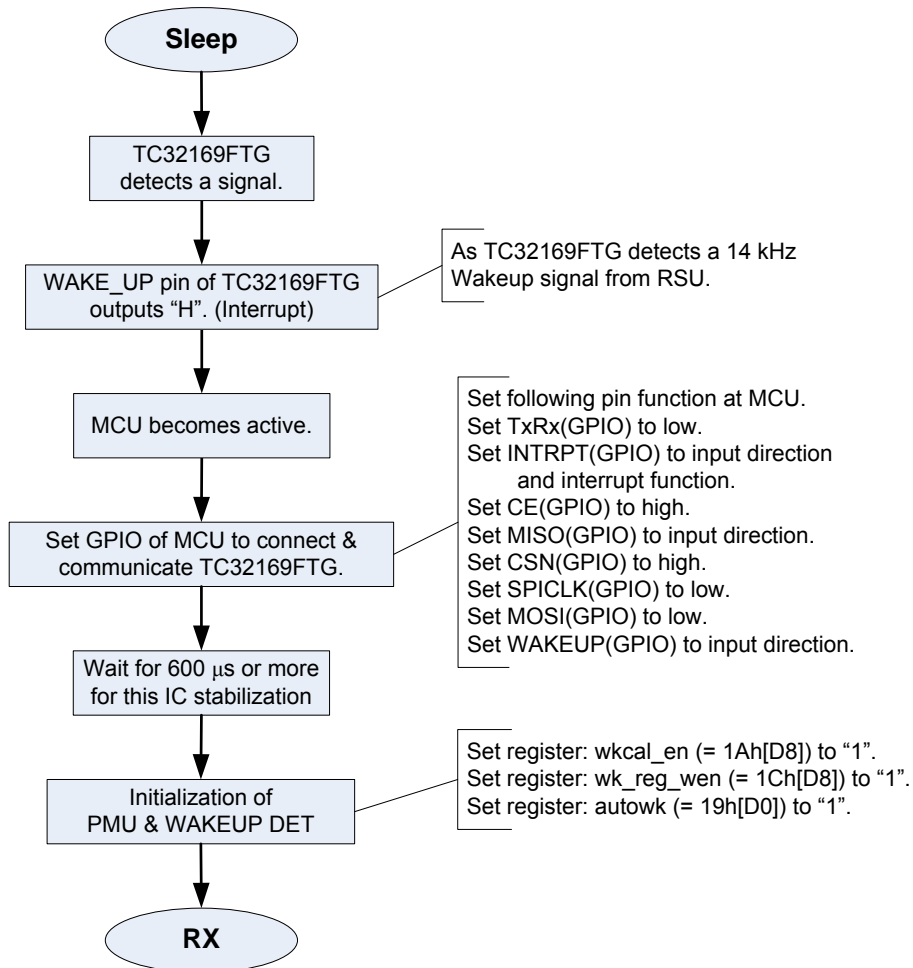 Sleep
TC32169FTG
detects a signal.
WAKE_UP pin of TC32169FTG
outputs “H”. (Interrupt)
As TC32169FTG detects a 14 kHz
Wakeup signal from RSU.
MCU becomes active.
Set GPIO of MCU to connect &
communicate TC32169FTG.
Set following pin function at MCU.
Set TxRx(GPIO) to low.
Set INTRPT(GPIO) to input direction
and interrupt function.
Set CE(GPIO) to high.
Set MISO(GPIO) to input direction.
Set CSN(GPIO) to high.
Set SPICLK(GPIO) to low.
Set MOSI(GPIO) to low.
Set WAKEUP(GPIO) to input direction.
Wait for 600 μs or more
for this IC stabilization
Initialization of
PMU & WAKEUP DET
Set register: wkcal_en (= 1Ah[D8]) to “1”.
Set register: wk_reg_wen (= 1Ch[D8]) to “1”.
Set register: autowk (= 19h[D0]) to “1”.
RX